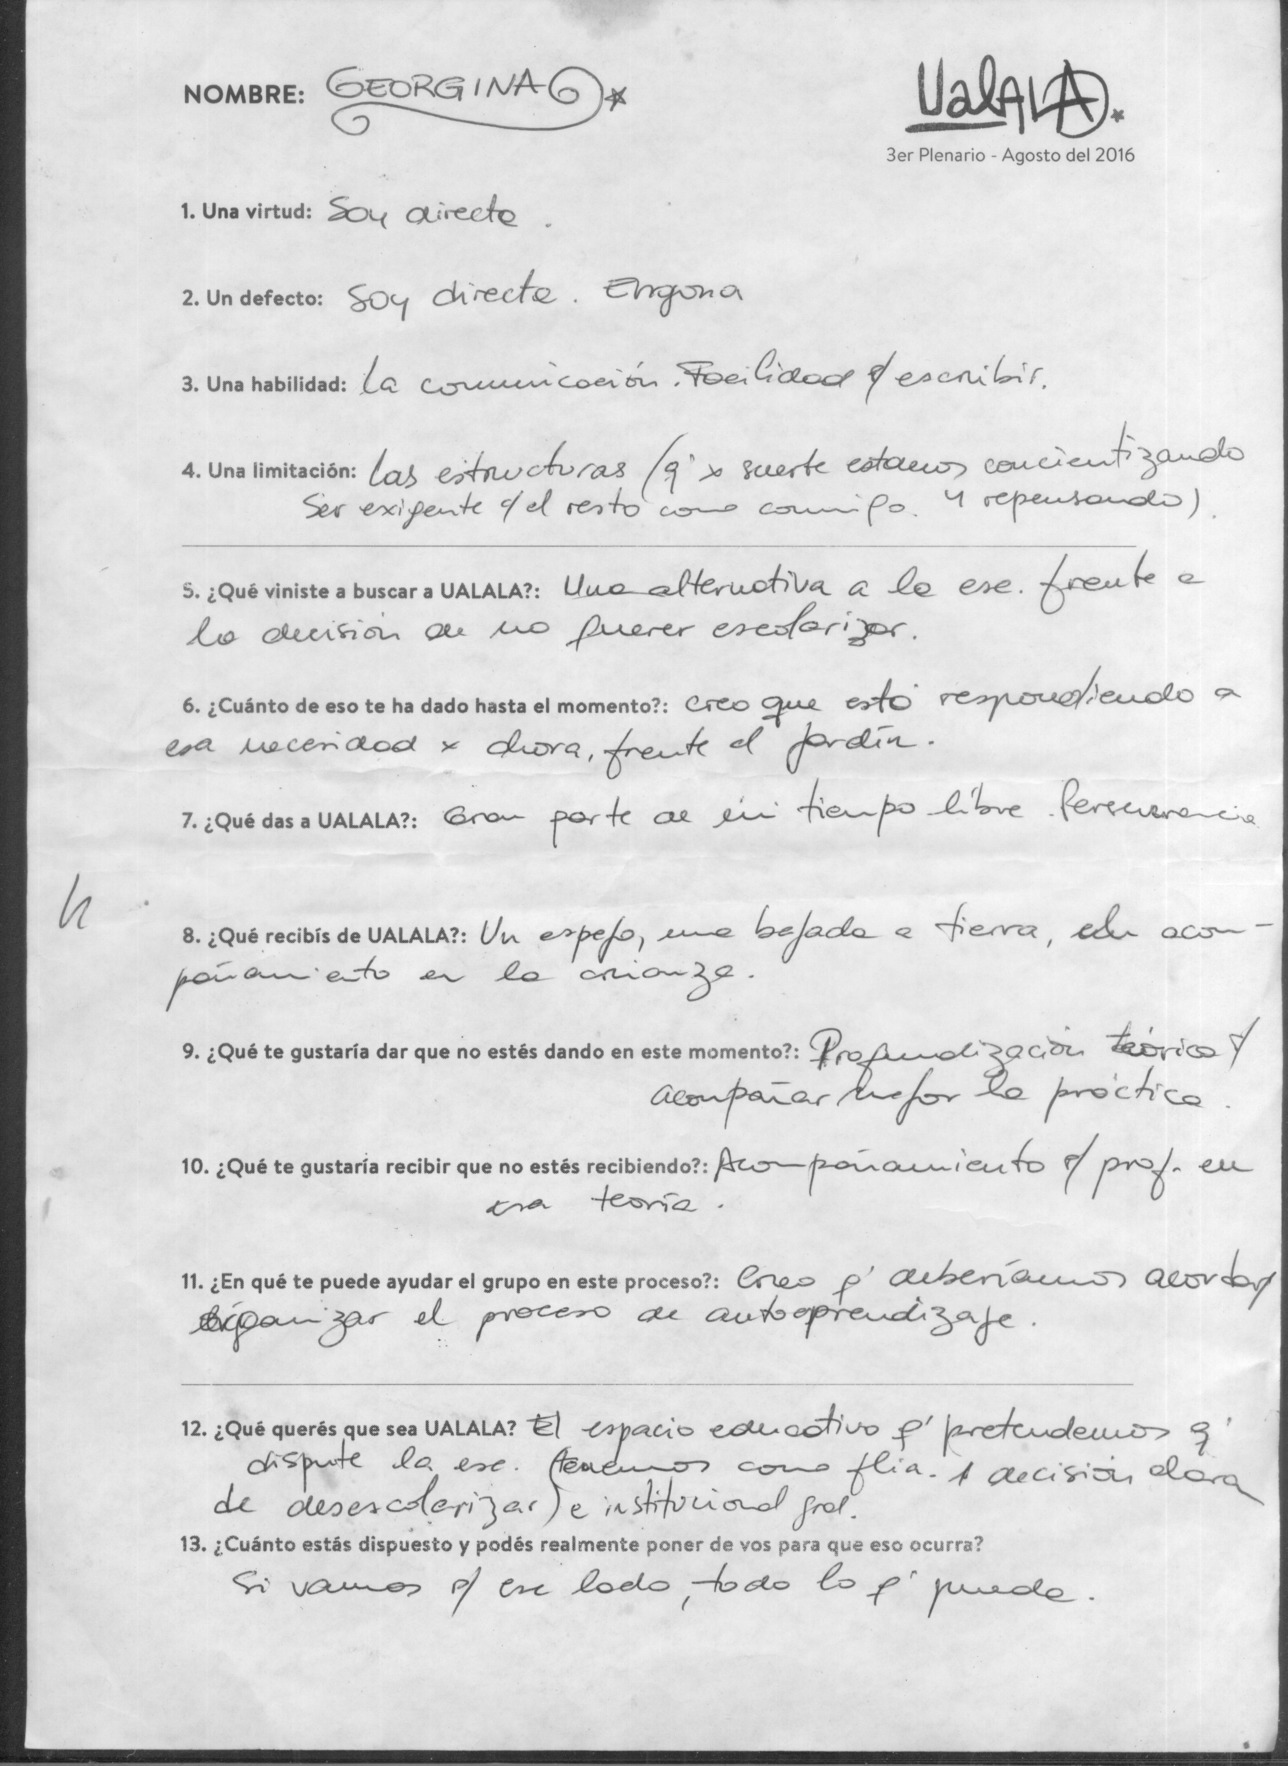 NOMBRE: GEORGINA
UalALA
3er Plenario - Agosto del 2016
1. Una virtud: Soy directa.
2. Un defecto: Soy directa.
3. Una habilidad: La comunicación. Facilidad p/ escribir.
4. Una limitación: Las estructuras (q' x suerte estamos concientizando
Ser exigente c/ el resto como conmigo. y repensando).
5. ¿Qué viniste a buscar a UALALA?: Una alternativa a la esc. frente a
la decisión de no querer escolarizar.
6. ¿Cuánto de eso te ha dado hasta el momento?: Creo que está respondiendo a
esa necesidad x ahora, frente al jardín.
7. ¿Qué das a UALALA?: Gran parte de mi tiempo libre. Perseverancia
8. ¿Qué recibís de UALALA?: Un espejo, una bajada a tierra, un acom-
pañamiento en la crianza.
9. ¿Qué te gustaría dar que no estés dando en este momento?: Profundización teórica p/
acompañar mejor la práctica.
10. ¿Qué te gustaría recibir que no estés recibiendo?: Acompañamiento p/ prof. en
esa teoría.
11. ¿En qué te puede ayudar el grupo en este proceso?: Creo q' deberíamos acordar y
organizar el proceso de autoaprendizaje.
12. ¿Qué querés que sea UALALA? El espacio educativo q' pretendemos q'
dispute la esc. (tenemos como flia. 1 decisión clara
de desescolarizar) e institucional gral.
13. ¿Cuánto estás dispuesto y podés realmente poner de vos para que eso ocurra?
Si vamos p/ ese lado, todo lo q' pueda.